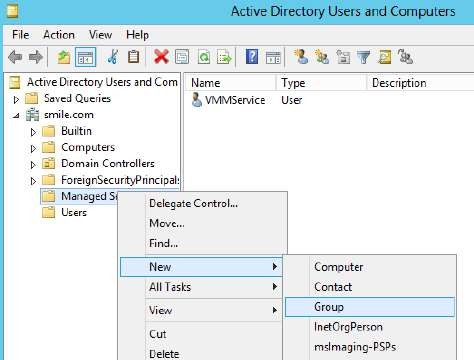 Active Directory Users and Computers
File Action View Help
Active Directory Users and Com
Saved Queries
smile.com
Builtin
Computers
Domain Controllers
ForeignSecurityPrincipals
Managed S
Users
Name Type Description
VMMService User
Delegate Control...
Move...
Find...
New
All Tasks
View
Cut
Delete
Computer
Contact
Group
InetOrgPerson
msImaging-PSPs